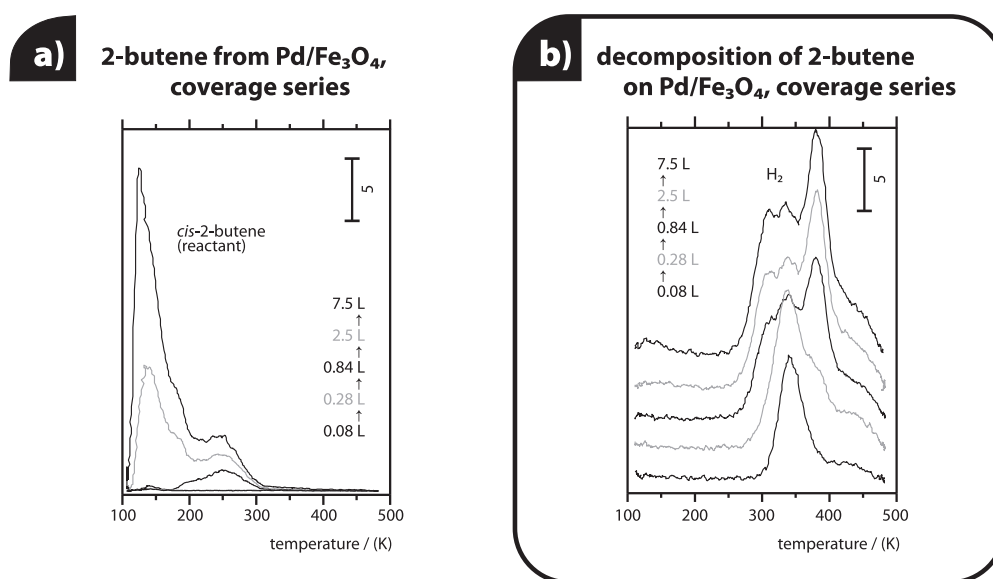 a)
2-butene from Pd/Fe₃O₄,
coverage series
5
cis-2-butene
(reactant)
7.5 L
↑
2.5 L
↑
0.84 L
↑
0.28 L
↑
0.08 L
100 200 300 400 500
temperature / (K)
b)
decomposition of 2-butene
on Pd/Fe₃O₄, coverage series
7.5 L
↑
2.5 L
↑
0.84 L
↑
0.28 L
↑
0.08 L
H₂
5
100 200 300 400 500
temperature / (K)